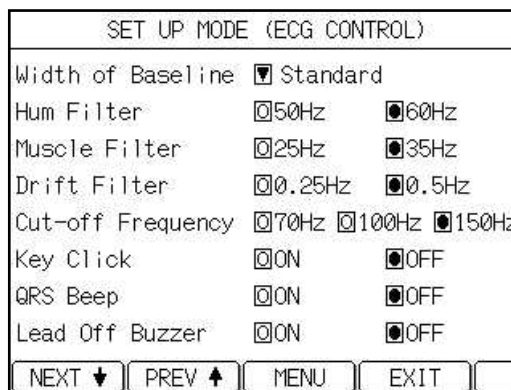 SET UP MODE (ECG CONTROL)
Width of Baseline Standard
Hum Filter 50Hz 60Hz
Muscle Filter 25Hz 35Hz
Drift Filter 0.25Hz 0.5Hz
Cut-off Frequency 70Hz 100Hz 150Hz
Key Click ON OFF
QRS Beep ON OFF
Lead Off Buzzer ON OFF
NEXT PREV MENU EXIT